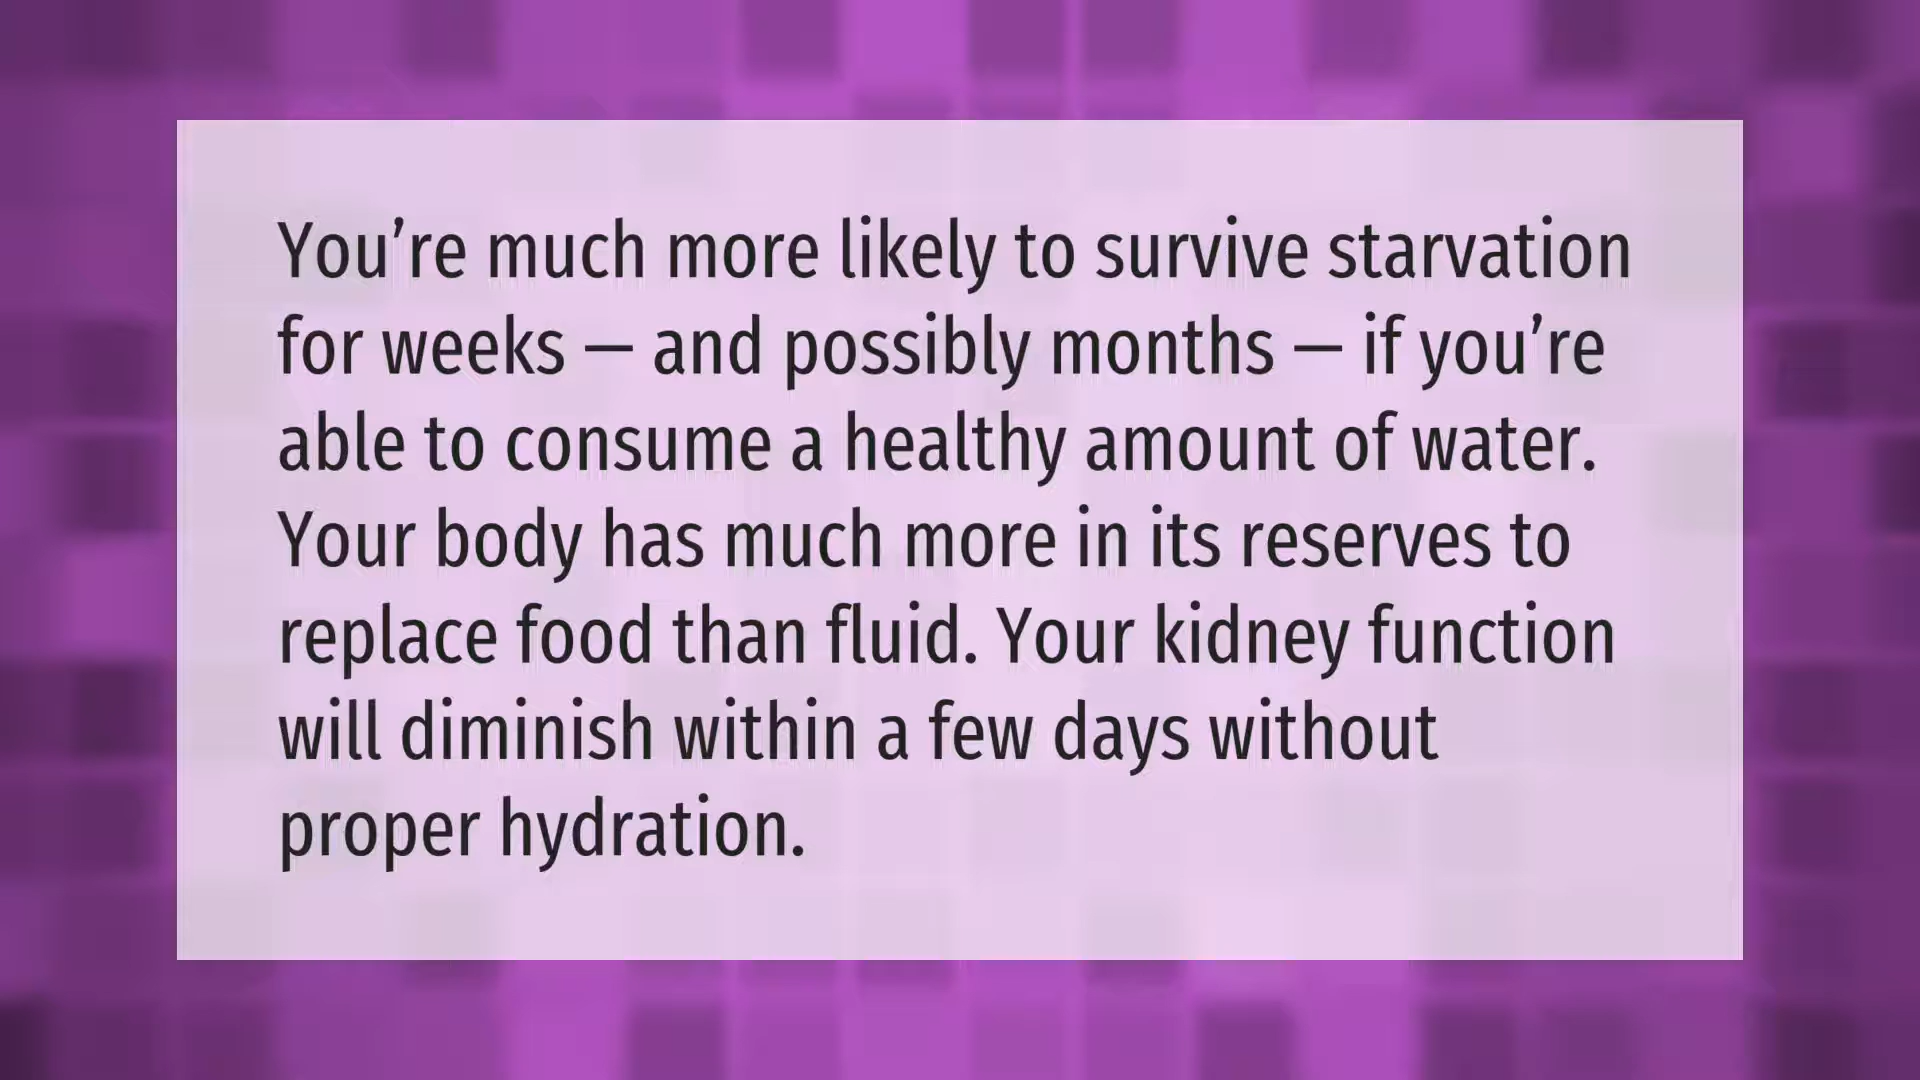 You’re much more likely to survive starvation
for weeks — and possibly months — if you’re
able to consume a healthy amount of water.
Your body has much more in its reserves to
replace food than fluid. Your kidney function
will diminish within a few days without
proper hydration.